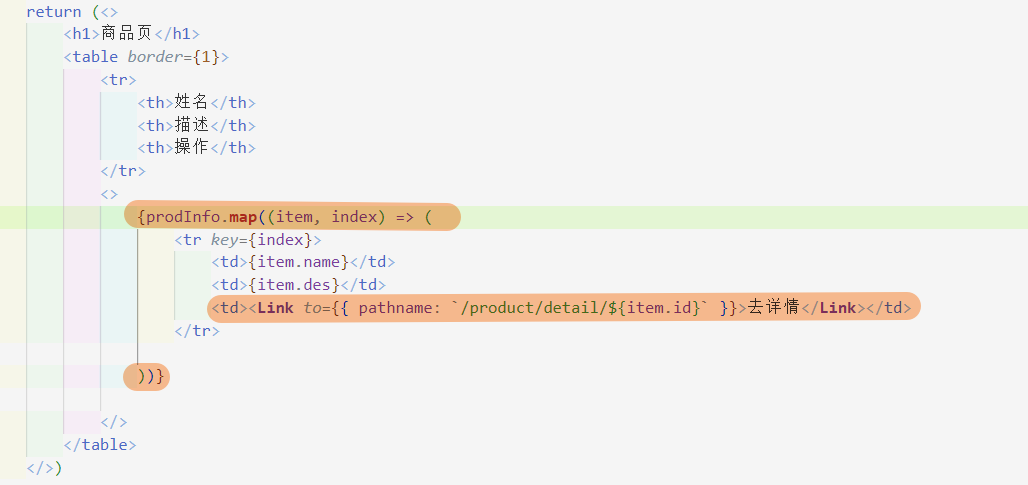 return (<>
<h1>商品页</h1>
<table border={1}>
<tr>
<th>姓名</th>
<th>描述</th>
<th>操作</th>
</tr>
<>
{prodInfo.map((item, index) => (
<tr key={index}>
<td>{item.name}</td>
<td>{item.des}</td>
<td><Link to={{ pathname: `/product/detail/${item.id}` }}>去详情</Link></td>
</tr>
))}
</>
</table>
</>)